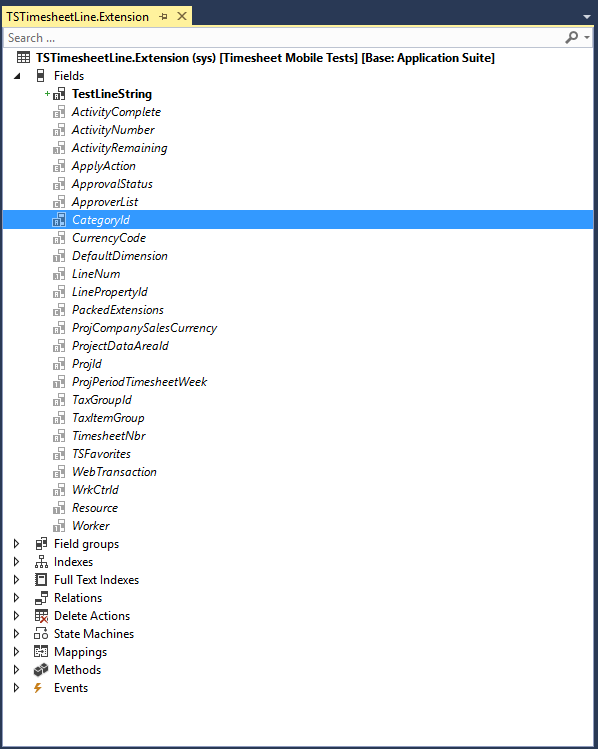 TSTimesheetLine.Extension
Search ...
TSTimesheetLine.Extension (sys) [Timesheet Mobile Tests] [Base: Application Suite]
Fields
TestLineString
ActivityComplete
ActivityNumber
ActivityRemaining
ApplyAction
ApprovalStatus
ApproverList
CategoryId
CurrencyCode
DefaultDimension
LineNum
LinePropertyId
PackedExtensions
ProjCompanySalesCurrency
ProjectDataAreaId
ProjId
ProjPeriodTimesheetWeek
TaxGroupId
TaxItemGroup
TimesheetNbr
TSFavorites
WebTransaction
WrkCtrId
Resource
Worker
Field groups
Indexes
Full Text Indexes
Relations
Delete Actions
State Machines
Mappings
Methods
Events